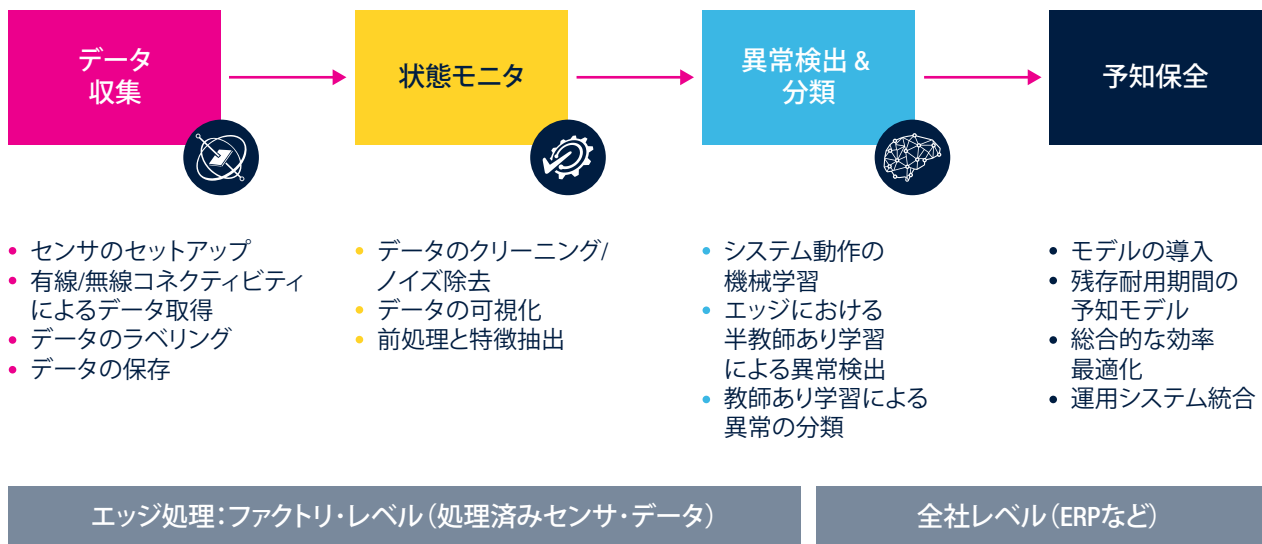 データ
収集
状態モニタ
異常検出 &
分類
予知保全
• センサのセットアップ
• 有線/無線コネクティビティ
によるデータ取得
• データのラベリング
• データの保存
• データのクリーニング/
ノイズ除去
• データの可視化
• 前処理と特徴抽出
• システム動作の
機械学習
• エッジにおける
半教師あり学習
による異常検出
• 教師あり学習による
異常の分類
• モデルの導入
• 残存耐用期間の
予知モデル
• 総合的な効率
最適化
• 運用システム統合
エッジ処理：ファクトリ・レベル（処理済みセンサ・データ）
全社レベル（ERPなど）